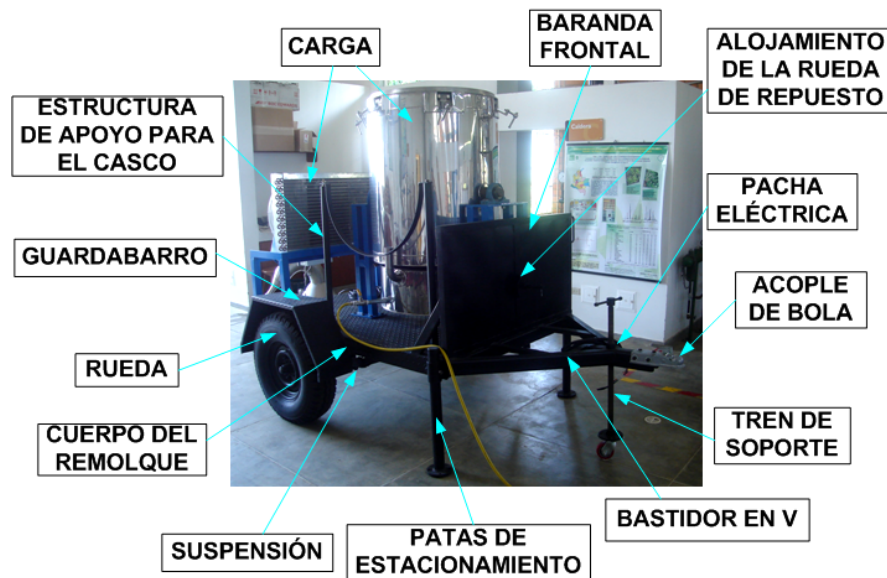 CARGA
BARANDA
FRONTAL
ALOJAMIENTO
DE LA RUEDA
DE REPUESTO
ESTRUCTURA
DE APOYO PARA
EL CASCO
PACHA
ELÉCTRICA
GUARDABARRO
ACOPLE
DE BOLA
RUEDA
CUERPO DEL
REMOLQUE
TREN DE
SOPORTE
SUSPENSIÓN
PATAS DE
ESTACIONAMIENTO
BASTIDOR EN V